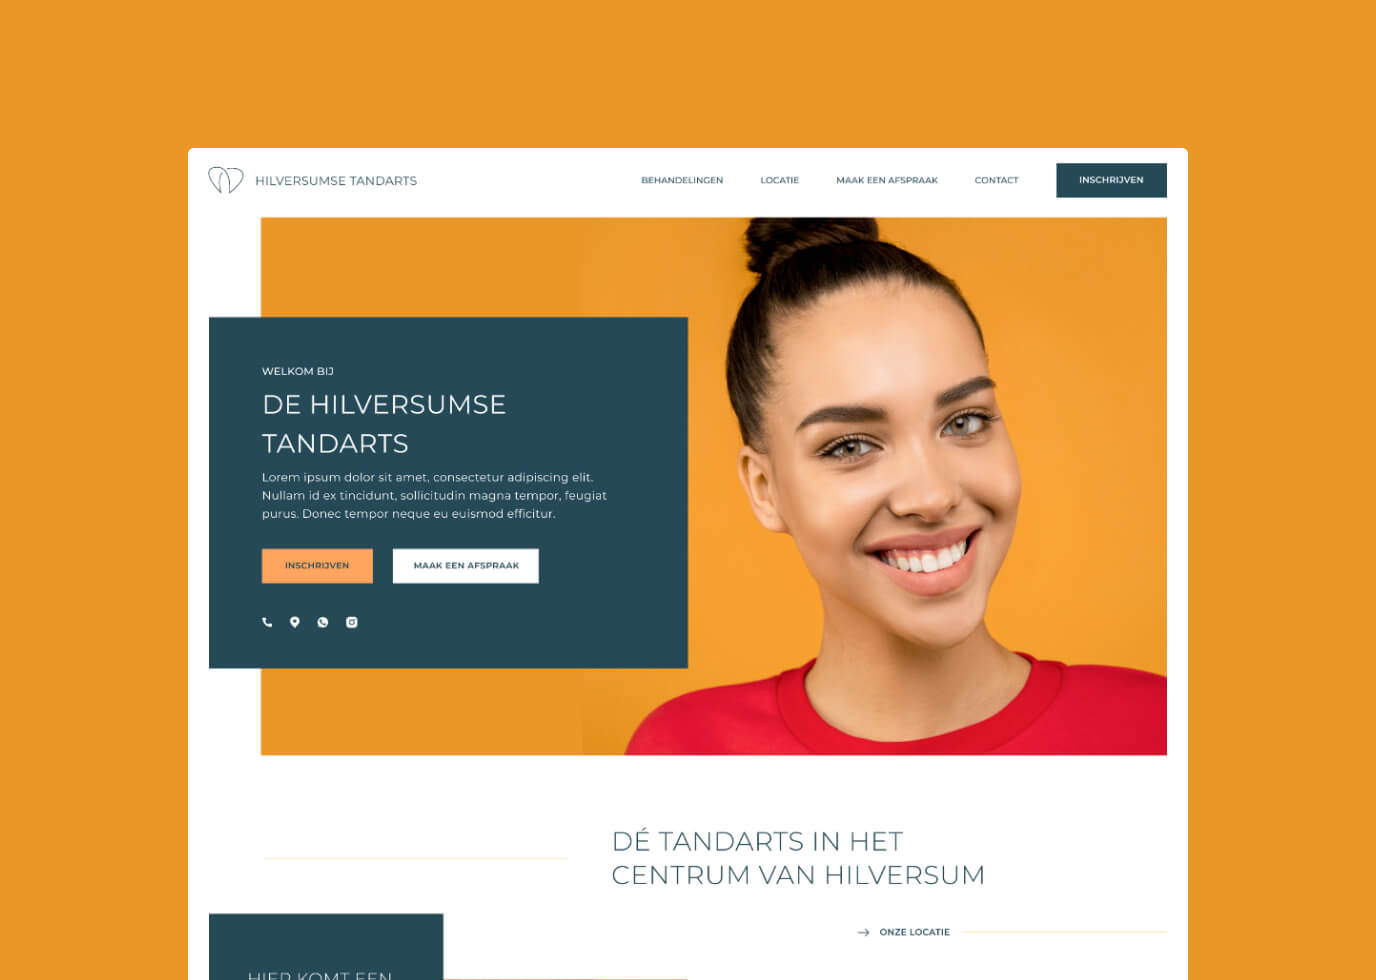 HILVERSUMSE TANDARTS
BEHANDELINGEN
LOCATIE
MAAK EEN AFSPRAAK
CONTACT
INSCHRIJVEN
WELKOM BIJ
DE HILVERSUMSE
TANDARTS
Lorem ipsum dolor sit amet, consectetur adipiscing elit.
Nullam id ex tincidunt, sollicitudin magna tempor, feugiat
purus. Donec tempor neque eu euismod efficitur.
INSCHRIJVEN
MAAK EEN AFSPRAAK
DÉ TANDARTS IN HET
CENTRUM VAN HILVERSUM
ONZE LOCATIE
HIER KOMT EEN